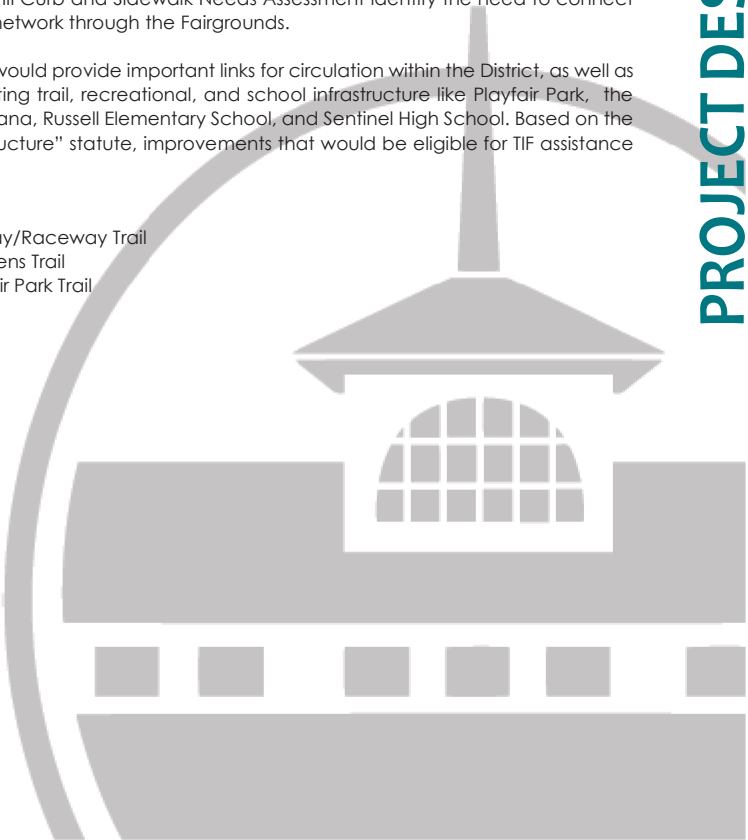 ill Curb and Sidewalk Needs Assessment identify the need to connect
network through the Fairgrounds.
would provide important links for circulation within the District, as well as
ting trail, recreational, and school infrastructure like Playfair Park, the
ana, Russell Elementary School, and Sentinel High School. Based on the
ucture” statute, improvements that would be eligible for TIF assistance
ay/Raceway Trail
ens Trail
ir Park Trail
PROJECT DES